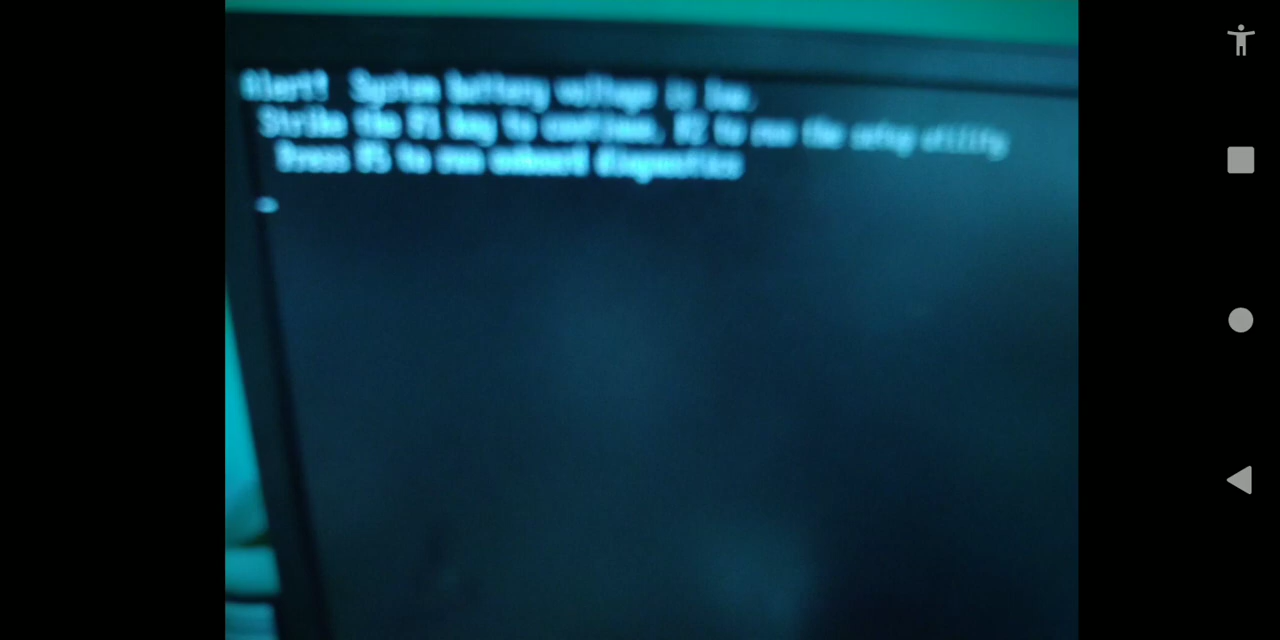 Alert! System battery voltage is low.
Strike the F1 key to continue, F2 to run the setup utility
Press F5 to run onboard diagnostics